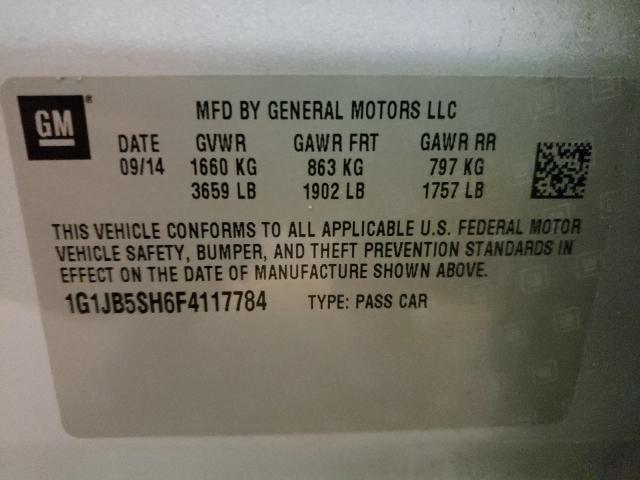 GM®
MFD BY GENERAL MOTORS LLC
DATE GVWR GAWR FRT GAWR RR
09/14 1660 KG 863 KG 797 KG
3659 LB 1902 LB 1757 LB
THIS VEHICLE CONFORMS TO ALL APPLICABLE U.S. FEDERAL MOTOR
VEHICLE SAFETY, BUMPER, AND THEFT PREVENTION STANDARDS IN
EFFECT ON THE DATE OF MANUFACTURE SHOWN ABOVE.
1G1JB5SH6F4117784 TYPE: PASS CAR